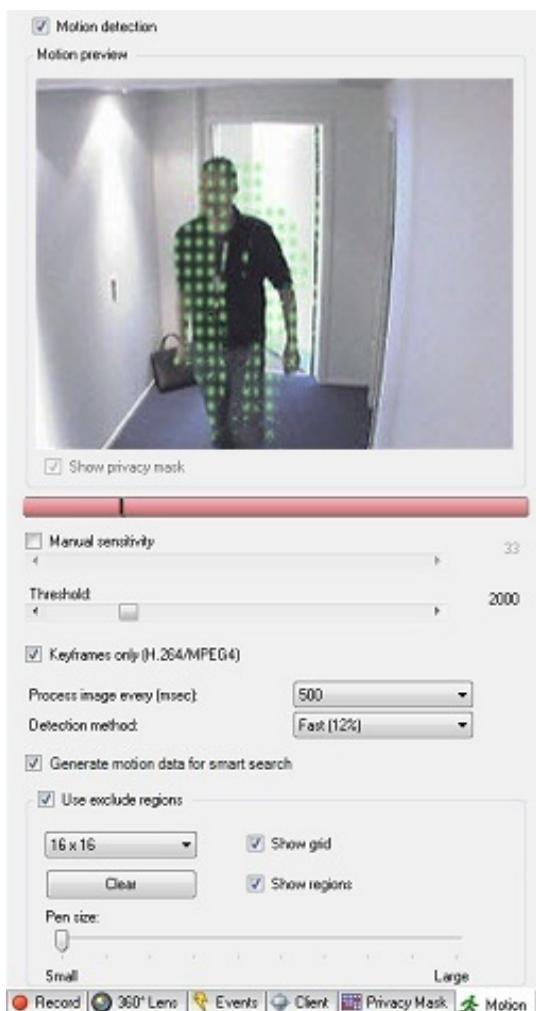 Motion detection
Motion preview
Show privacy mask
Manual sensitivity
33
Threshold:
2000
Keyframes only (H.264/MPEG4)
Process image every (msec):
500
Detection method:
Fast (12%)
Generate motion data for smart search
Use exclude regions
16 x 16
Show grid
Clear
Show regions
Pen size:
Small
Large
Record
360° Lens
Events
Client
Privacy Mask
Motion